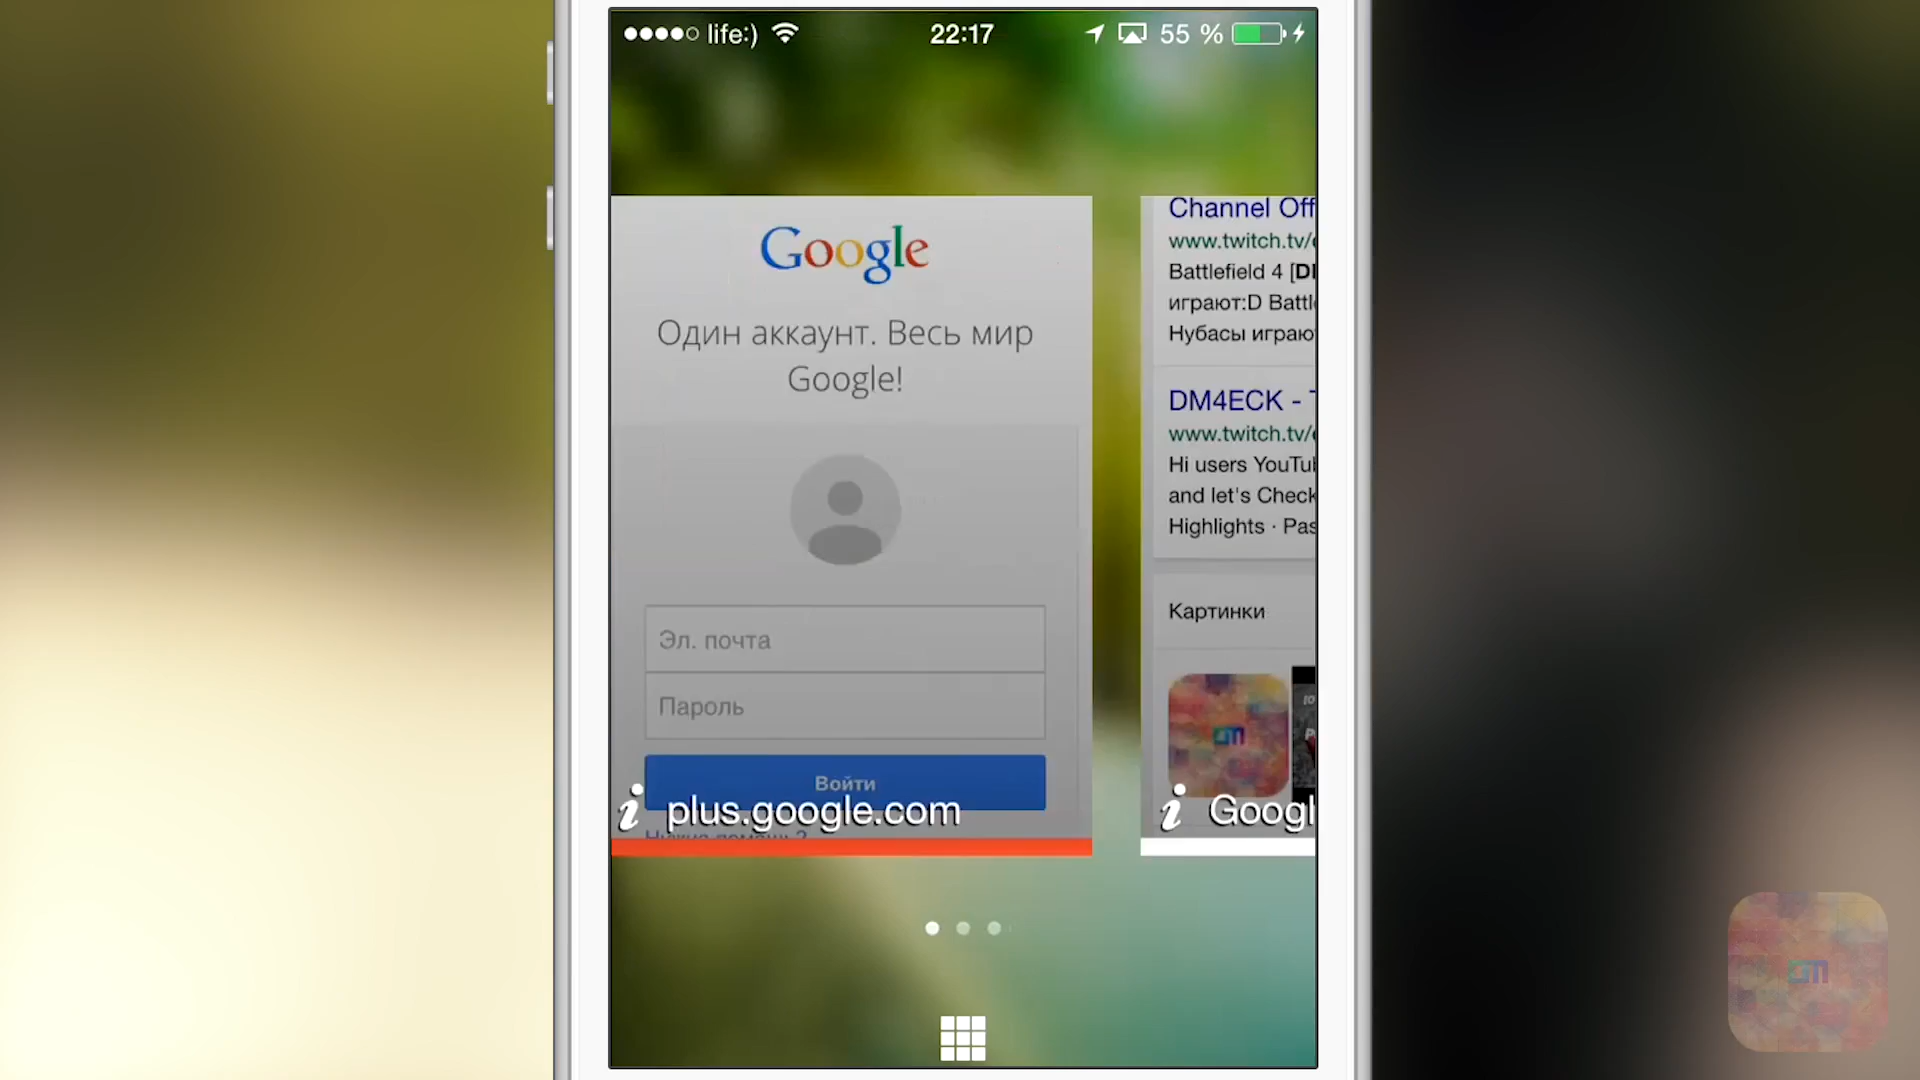 life:)
22:17
55 %
Google
Один аккаунт. Весь мир
Google!
Эл. почта
Пароль
Войти
plus.google.com
Channel Off
www.twitch.tv/
Battlefield 4 [D
играют:D Battl
Нубасы играю
DM4ECK -
www.twitch.tv/
Hi users YouTu
and let's Check
Highlights · Pas
Картинки
Googl